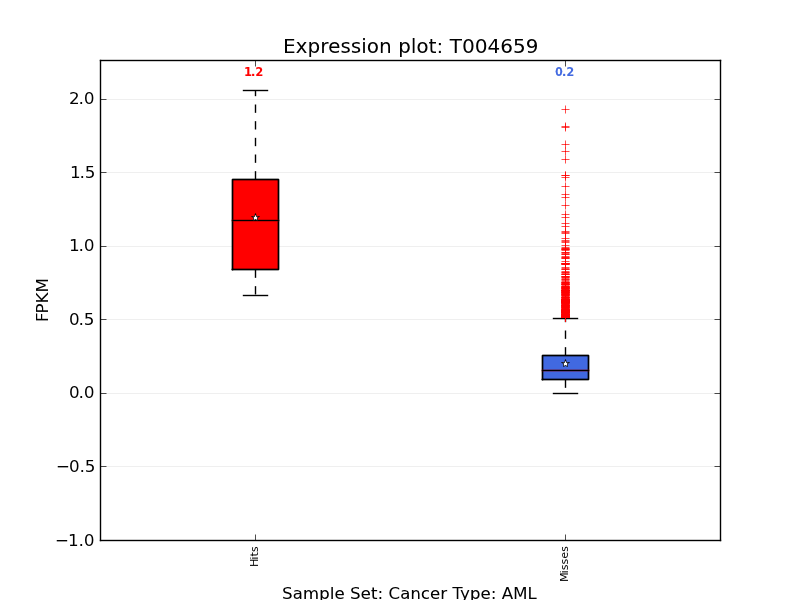 Expression plot: T004659
1.2
0.2
2.0
1.5
1.0
0.5
0.0
−0.5
−1.0
FPKM
Hits
Misses
Sample Set: Cancer Type: AML